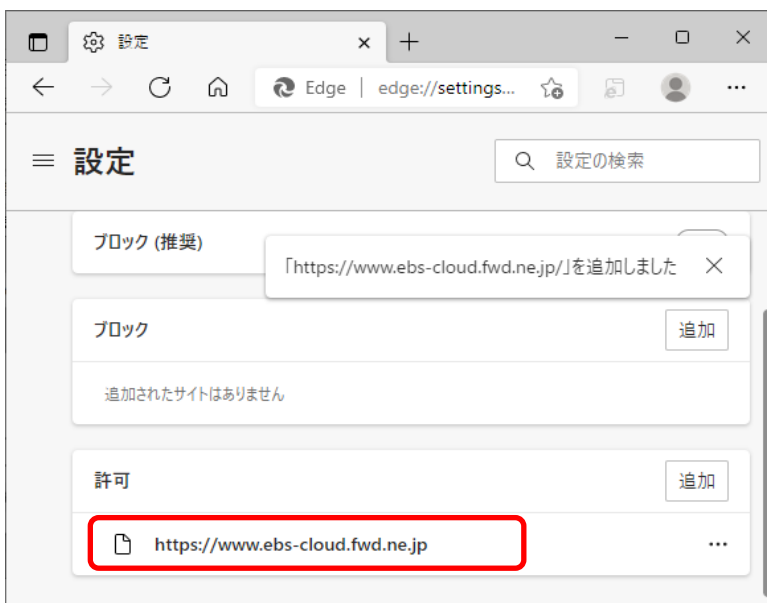 設定
Edge | edge://settings...
設定
設定の検索
ブロック (推奨)
「https://www.ebs-cloud.fwd.ne.jp/」を追加しました
ブロック
追加
追加されたサイトはありません
許可
追加
https://www.ebs-cloud.fwd.ne.jp